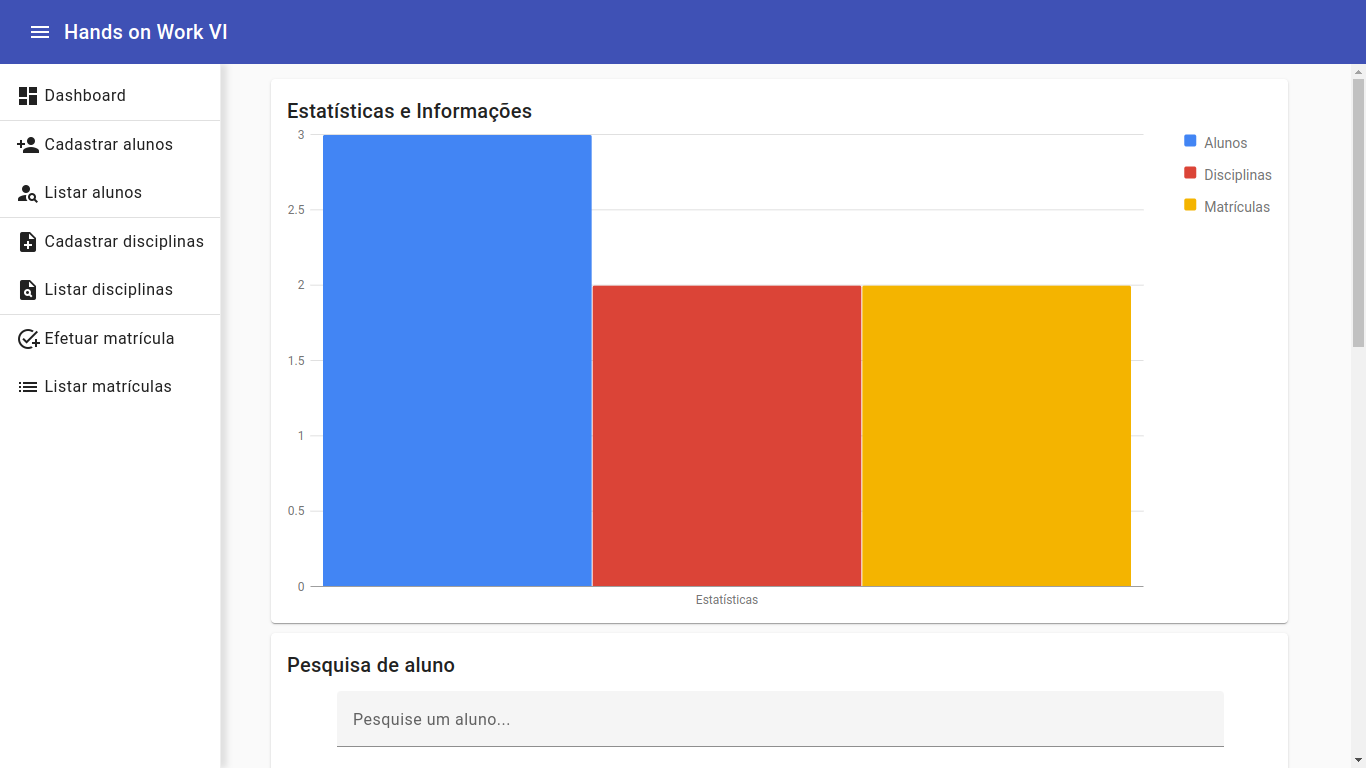 Hands on Work VI
Dashboard
Cadastrar alunos
Listar alunos
Cadastrar disciplinas
Listar disciplinas
Efetuar matrícula
Listar matrículas
Estatísticas e Informações
3
2.5
2
1.5
1
0.5
0
Estatísticas
Alunos
Disciplinas
Matrículas
Pesquisa de aluno
Pesquise um aluno...